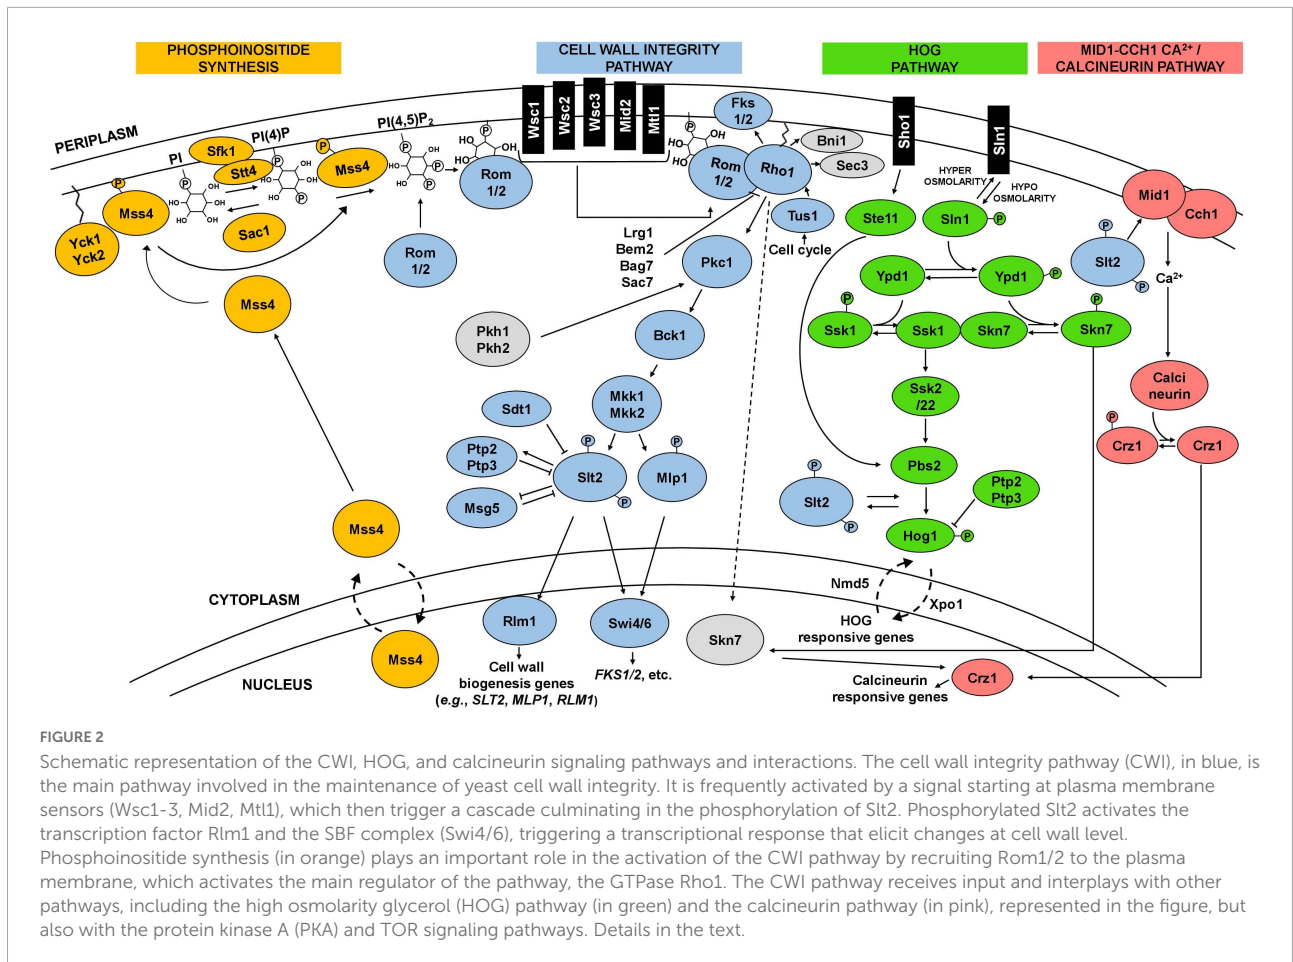 PHOSPHOINOSITIDE
SYNTHESIS
CELL WALL INTEGRITY
PATHWAY
HOG
PATHWAY
MID1-CCH1 CA²⁺ /
CALCINEURIN PATHWAY
PERIPLASM
PI
Sfk1
Stt4
PI(4)P
P
Mss4
PI(4,5)P₂
P
P
P
P
P
P
P
OH
OH
OH
OH
HO
HO
HO
HO
HO
HO
P
Mss4
Yck1
Yck2
Sac1
Mss4
Rom
1/2
Rom
1/2
Wsc1
Wsc2
Wsc3
Mid2
Mtl1
P
OH
HO
Rom
1/2
Fks
1/2
Rho1
Bni1
Sec3
Tus1
Cell cycle
Lrg1
Bem2
Bag7
Sac7
Pkc1
Pkh1
Pkh2
Bck1
Mkk1
Mkk2
Sdt1
Ptp2
Ptp3
Msg5
P
Slt2
P
P
Mlp1
Sho1
Sln1
HYPER
OSMOLARITY
HYPO
OSMOLARITY
Ste11
Sln1
P
Ypd1
Ypd1
P
P
Ssk1
Ssk1
Skn7
P
Skn7
Ssk2
/22
Pbs2
P
Slt2
P
Ptp2
Ptp3
Hog1
P
Mid1
Cch1
P
Slt2
P
Ca²⁺
Calci
neurin
P
Crz1
Crz1
Mss4
CYTOPLASM
Mss4
NUCLEUS
Rlm1
Cell wall
biogenesis genes
(e.g., SLT2, MLP1, RLM1)
Swi4/6
FKS1/2, etc.
Skn7
Nmd5
Xpo1
HOG
responsive genes
Calcineurin
responsive genes
Crz1
FIGURE 2
Schematic representation of the CWI, HOG, and calcineurin signaling pathways and interactions. The cell wall integrity pathway (CWI), in blue, is
the main pathway involved in the maintenance of yeast cell wall integrity. It is frequently activated by a signal starting at plasma membrane
sensors (Wsc1-3, Mid2, Mtl1), which then trigger a cascade culminating in the phosphorylation of Slt2. Phosphorylated Slt2 activates the
transcription factor Rlm1 and the SBF complex (Swi4/6), triggering a transcriptional response that elicit changes at cell wall level.
Phosphoinositide synthesis (in orange) plays an important role in the activation of the CWI pathway by recruiting Rom1/2 to the plasma
membrane, which activates the main regulator of the pathway, the GTPase Rho1. The CWI pathway receives input and interplays with other
pathways, including the high osmolarity glycerol (HOG) pathway (in green) and the calcineurin pathway (in pink), represented in the figure, but
also with the protein kinase A (PKA) and TOR signaling pathways. Details in the text.